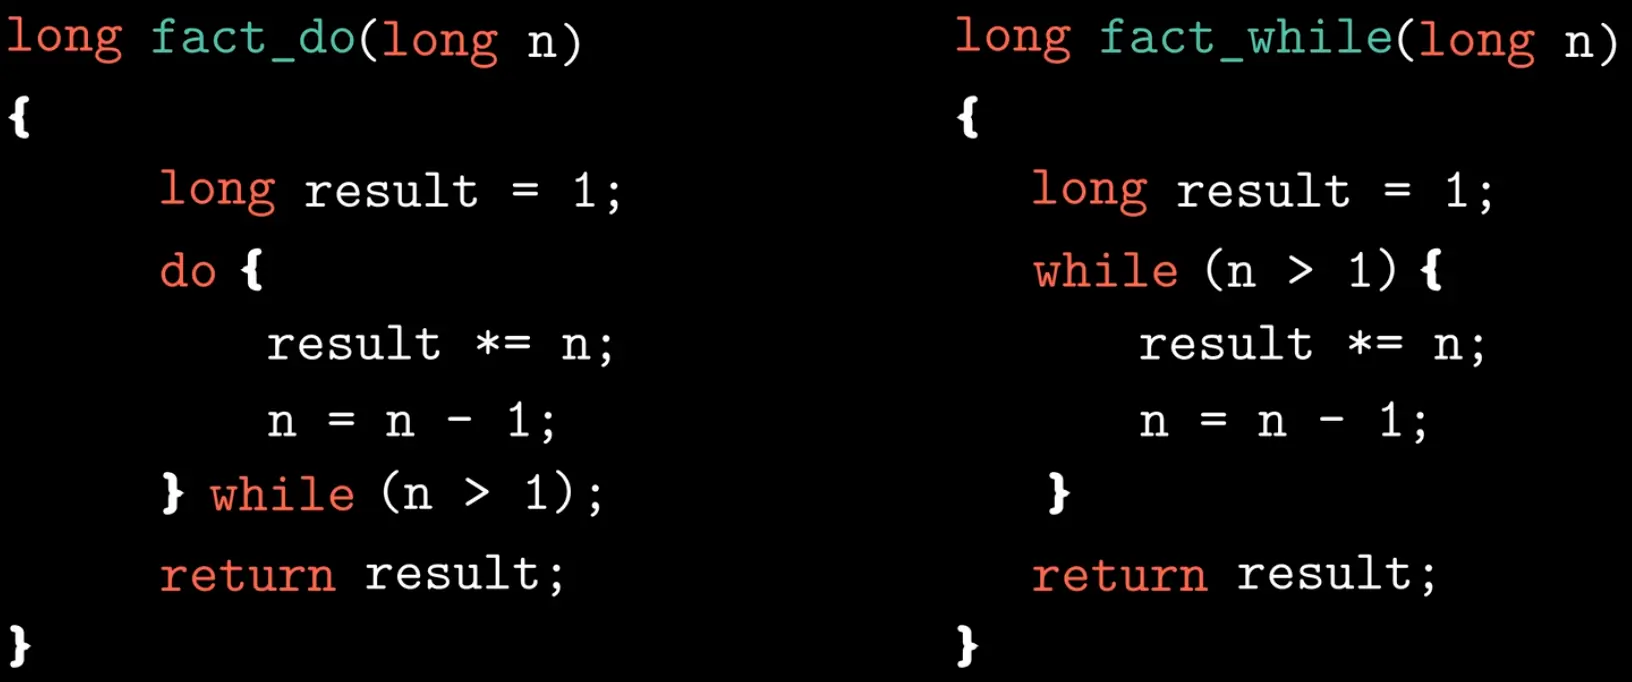 long fact_do(long n)
{
long result = 1;
do {
result *= n;
n = n - 1;
} while (n > 1);
return result;
}
long fact_while(long n)
{
long result = 1;
while (n > 1) {
result *= n;
n = n - 1;
}
return result;
}